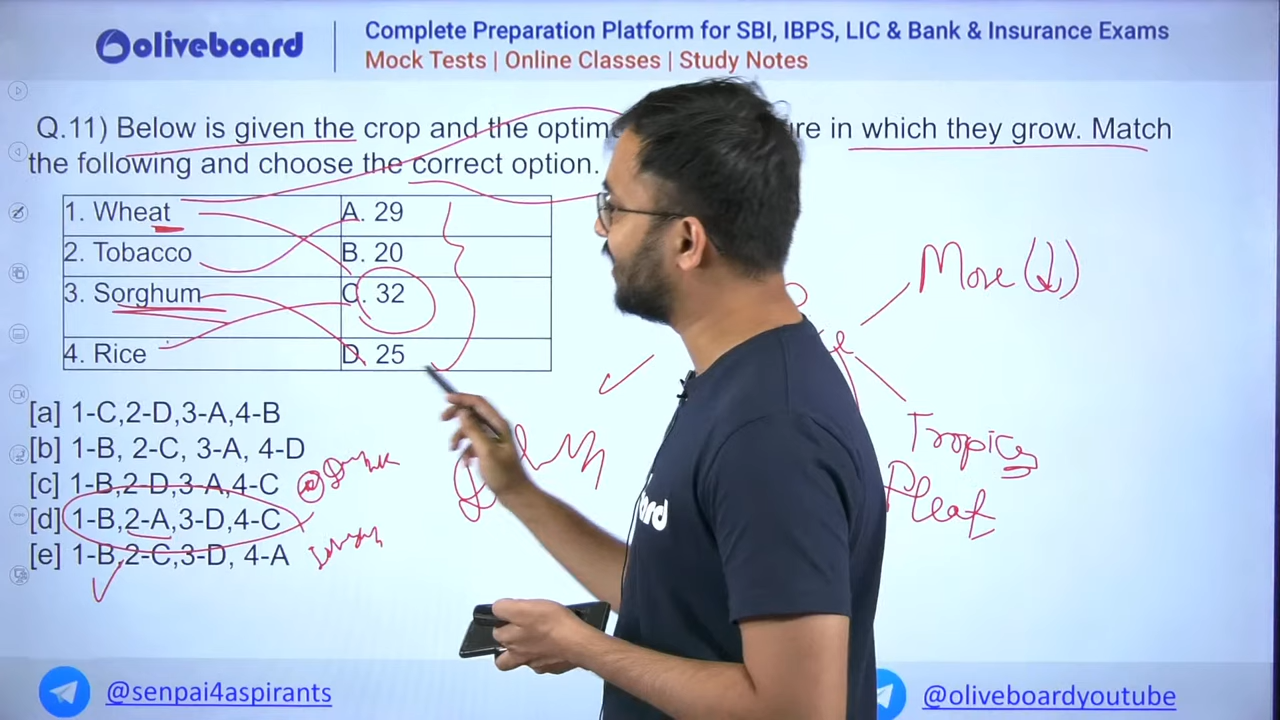 oliveboard
Complete Preparation Platform for SBI, IBPS, LIC & Bank & Insurance Exams
Mock Tests | Online Classes | Study Notes
Q.11) Below is given the crop and the optim re in which they grow. Match
the following and choose the correct option.
1. Wheat A. 29
2. Tobacco B. 20
3. Sorghum C. 32
4. Rice D. 25
More (
Tropics
Pleaf
[a] 1-C,2-D,3-A,4-B
[b] 1-B, 2-C, 3-A, 4-D
[c] 1-B,2-D,3-A,4-C
[d] 1-B,2-A,3-D,4-C
[e] 1-B,2-C,3-D, 4-A
ord
@senpai4aspirants
@oliveboardyoutube